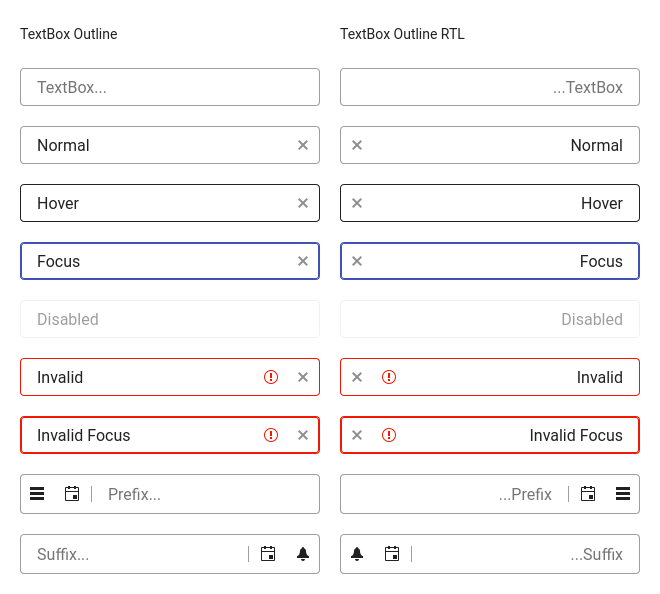 TextBox Outline
TextBox Outline RTL
TextBox...
...TextBox
Normal
Normal
Hover
Hover
Focus
Focus
Disabled
Disabled
Invalid
Invalid
Invalid Focus
Invalid Focus
Prefix...
...Prefix
Suffix...
...Suffix